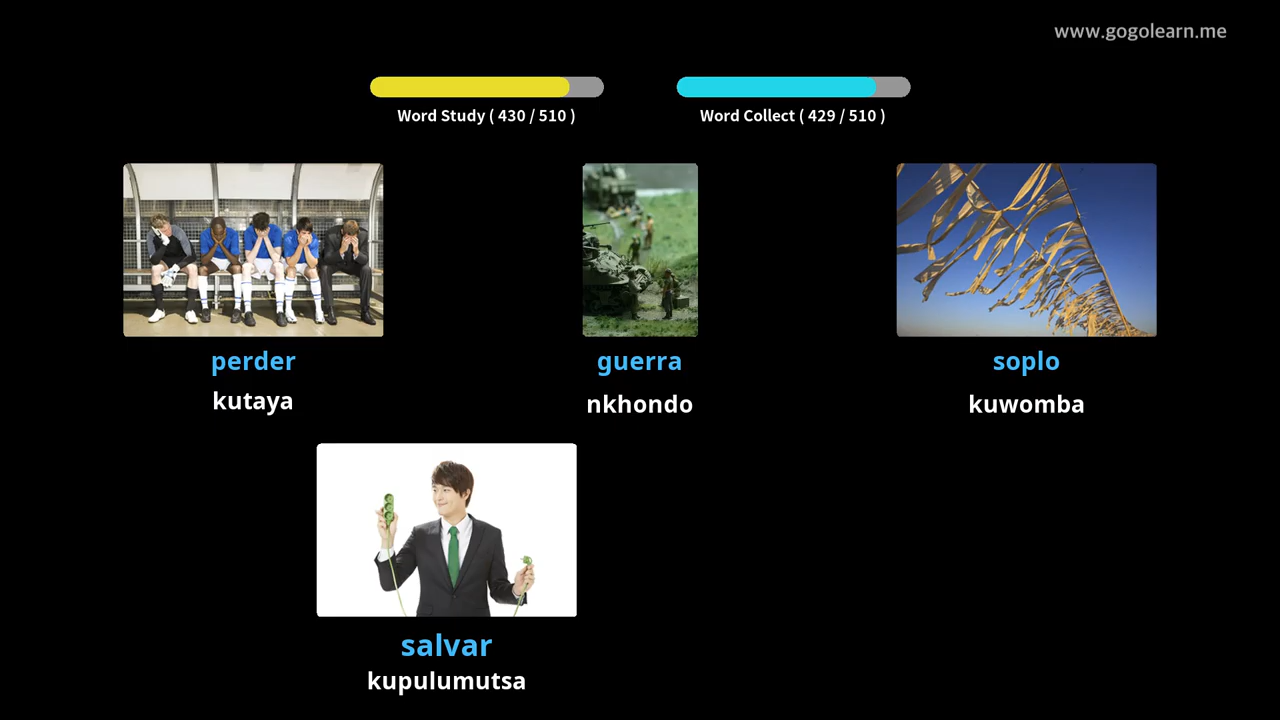 www.gogolearn.me
Word Study ( 430 / 510 )
Word Collect ( 429 / 510 )
perder
kutaya
guerra
nkhondo
soplo
kuwomba
salvar
kupulumutsa